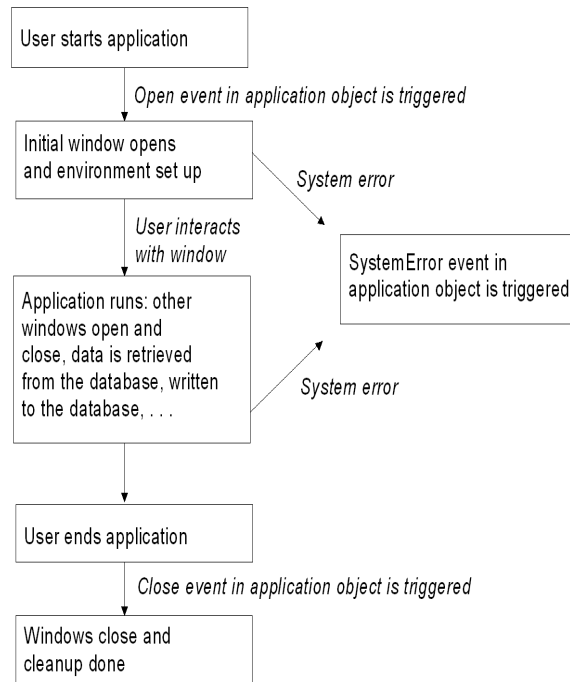 User starts application
Open event in application object is triggered
Initial window opens
and environment set up
System error
User interacts
with window
SystemError event in
application object is triggered
Application runs: other
windows open and
close, data is retrieved
from the database, written
to the database, . . .
System error
User ends application
Close event in application object is triggered
Windows close and
cleanup done